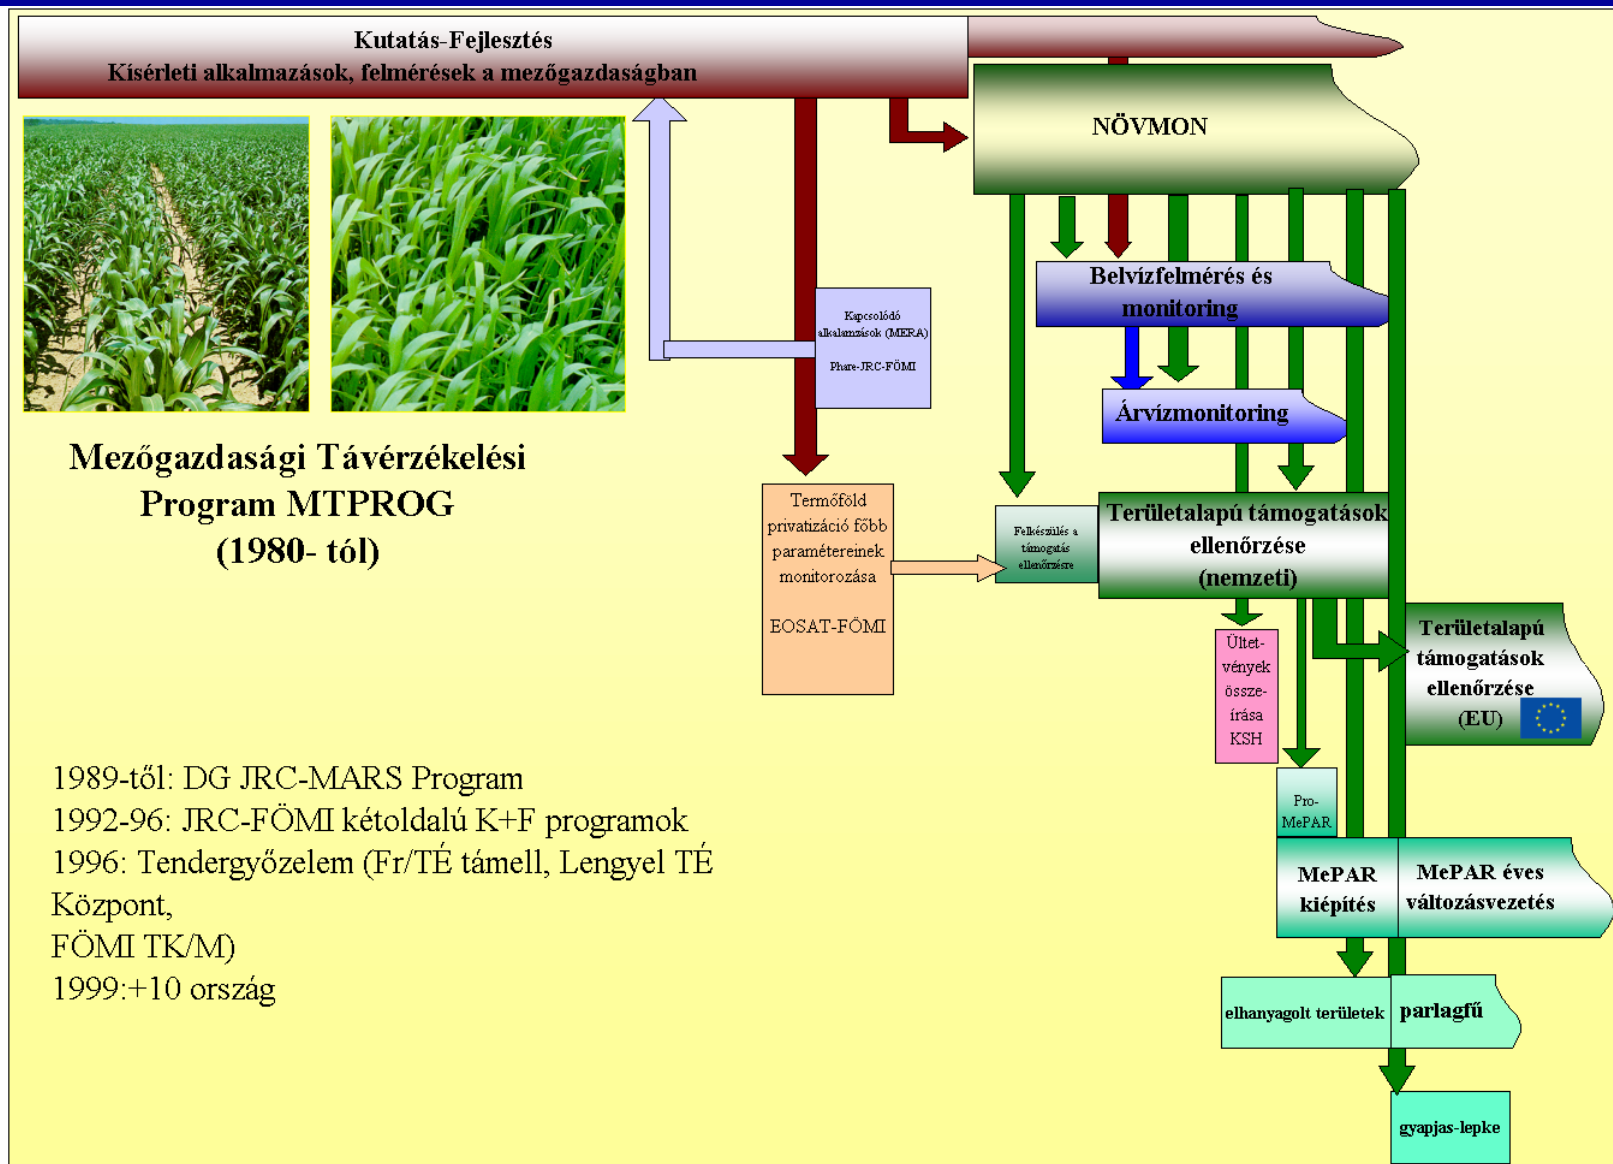 Kutatás-Fejlesztés
Kísérleti alkalmazások, felmérések a mezőgazdaságban
NÖVMON
Belvízfelmérés és
monitoring
Kapcsolódó
alkalamzások (MERA)
Phare-JRC-FÖMI
Árvízmonitoring
Mezőgazdasági Távérzékelési
Program MTPROG
(1980- tól)
Termőföld
privatizáció főbb
paramétereinek
monitorozása
EOSAT-FÖMI
Felkészülés a
támogatás
ellenőrzésre
Területalapú támogatások
ellenőrzése
(nemzeti)
Területalapú
támogatások
ellenőrzése
(EU)
Ültet-
vények
össze-
írása
KSH
Pro-
MePAR
1989-től: DG JRC-MARS Program
1992-96: JRC-FÖMI kétoldalú K+F programok
1996: Tendergyőzelem (Fr/TÉ támell, Lengyel TÉ
Központ,
FÖMI TK/M)
1999:+10 ország
MePAR
kiépítés
MePAR éves
változásvezetés
elhanyagolt területek
parlagfű
gyapjas-lepke